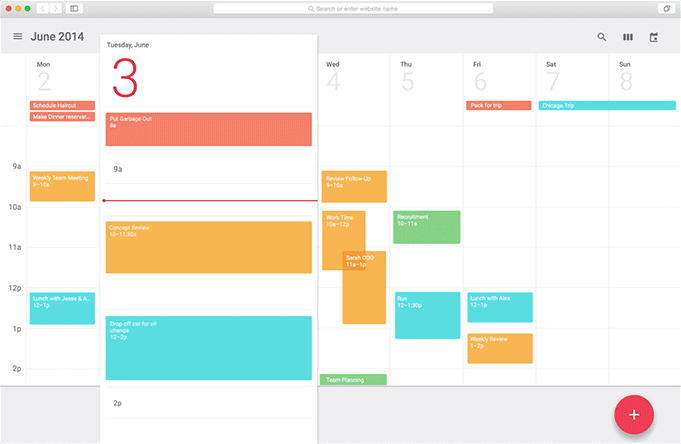 Search or enter website name
June 2014
Mon
2
Schedule Haircut
Make Dinner reservat...
Tuesday, June
3
Put Garbage Out
8a
9a
Concept Review
10–11:30a
Drop off car for oil
change
12–2p
2p
Wed
4
Thu
5
Fri
6
Pack for trip
Sat
7
Chicago Trip
Sun
8
9a
10a
11a
12p
1p
2p
Weekly Team Meeting
9–10a
Lunch with Jesse & A...
12–1p
Review Follow-Up
9–10a
Work Time
10a–12p
Sarah OOO
11a–1p
Team Planning
Recruitment
10–11a
Run
12–1:30p
Lunch with Alex
12–1p
Weekly Review
1–2p